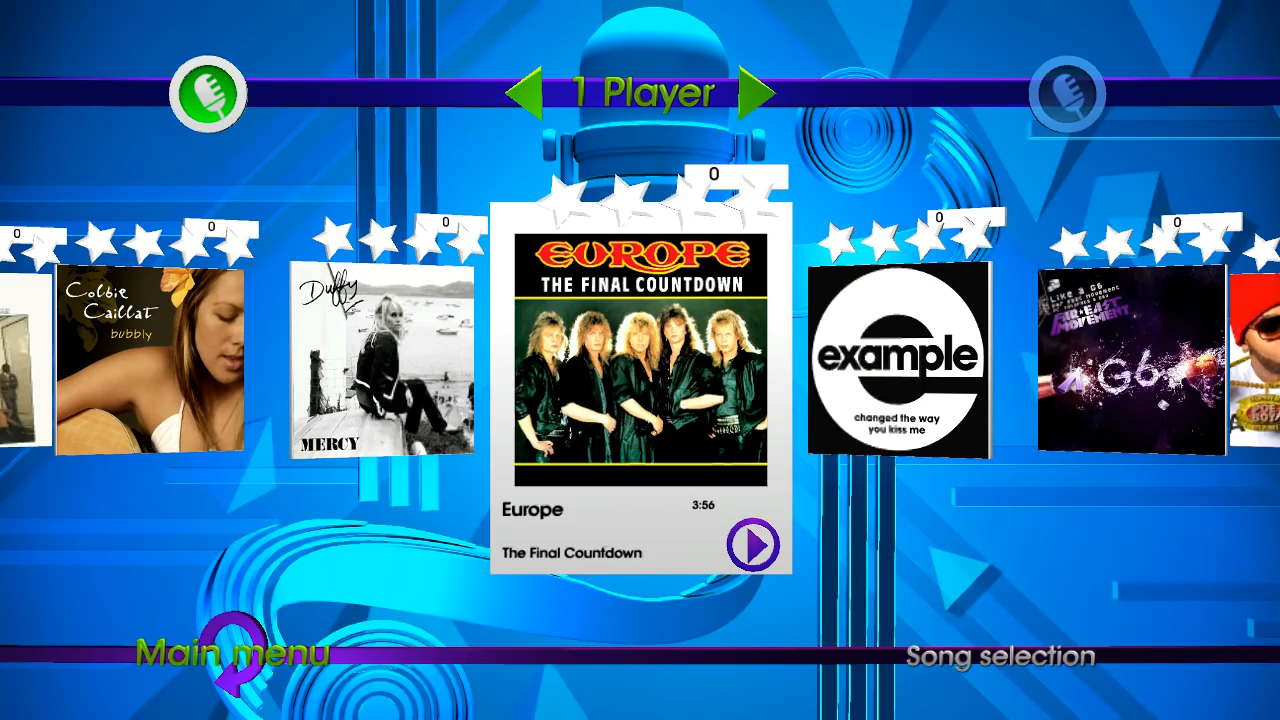 1 Player
0
0
0
0
0
0
Colbie
Caillat
bubbly
Duffy
MERCY
EUROPE
THE FINAL COUNTDOWN
Europe
3:56
The Final Countdown
example
changed the way
you kiss me
LIKE A G6
FAR★EAST
MOVEMENT
G6
Main menu
Song selection